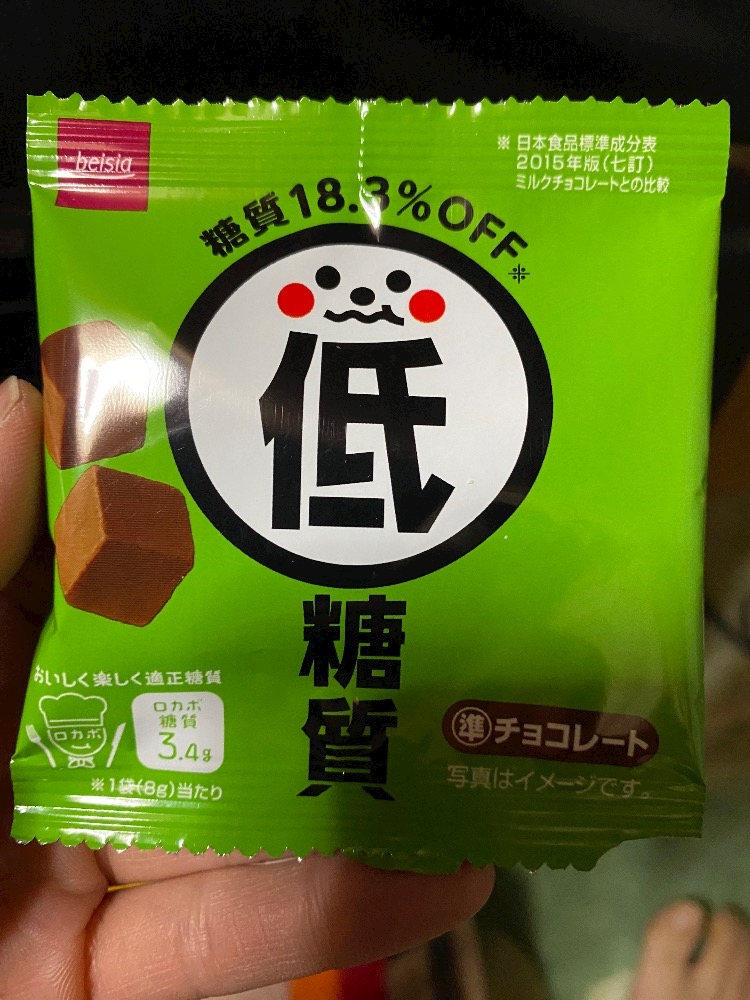 beisia
※ 日本食品標準成分表
2015年版(七訂)
ミルクチョコレートとの比較
糖質18.3%OFF※
低
糖質
おいしく楽しく適正糖質
ロカボ
ロカボ
糖質
3.4g
※1袋(8g)当たり
準チョコレート
写真はイメージです。